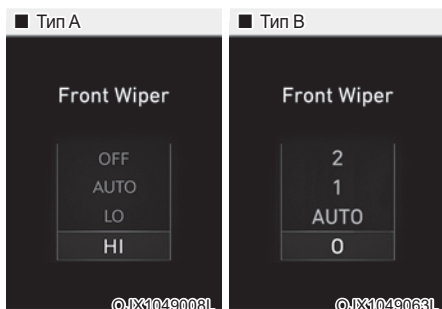 ■ Тип A
Front Wiper
OFF
AUTO
LO
HI
OJX1049008L
■ Тип B
Front Wiper
2
1
AUTO
0
OJX1049063L